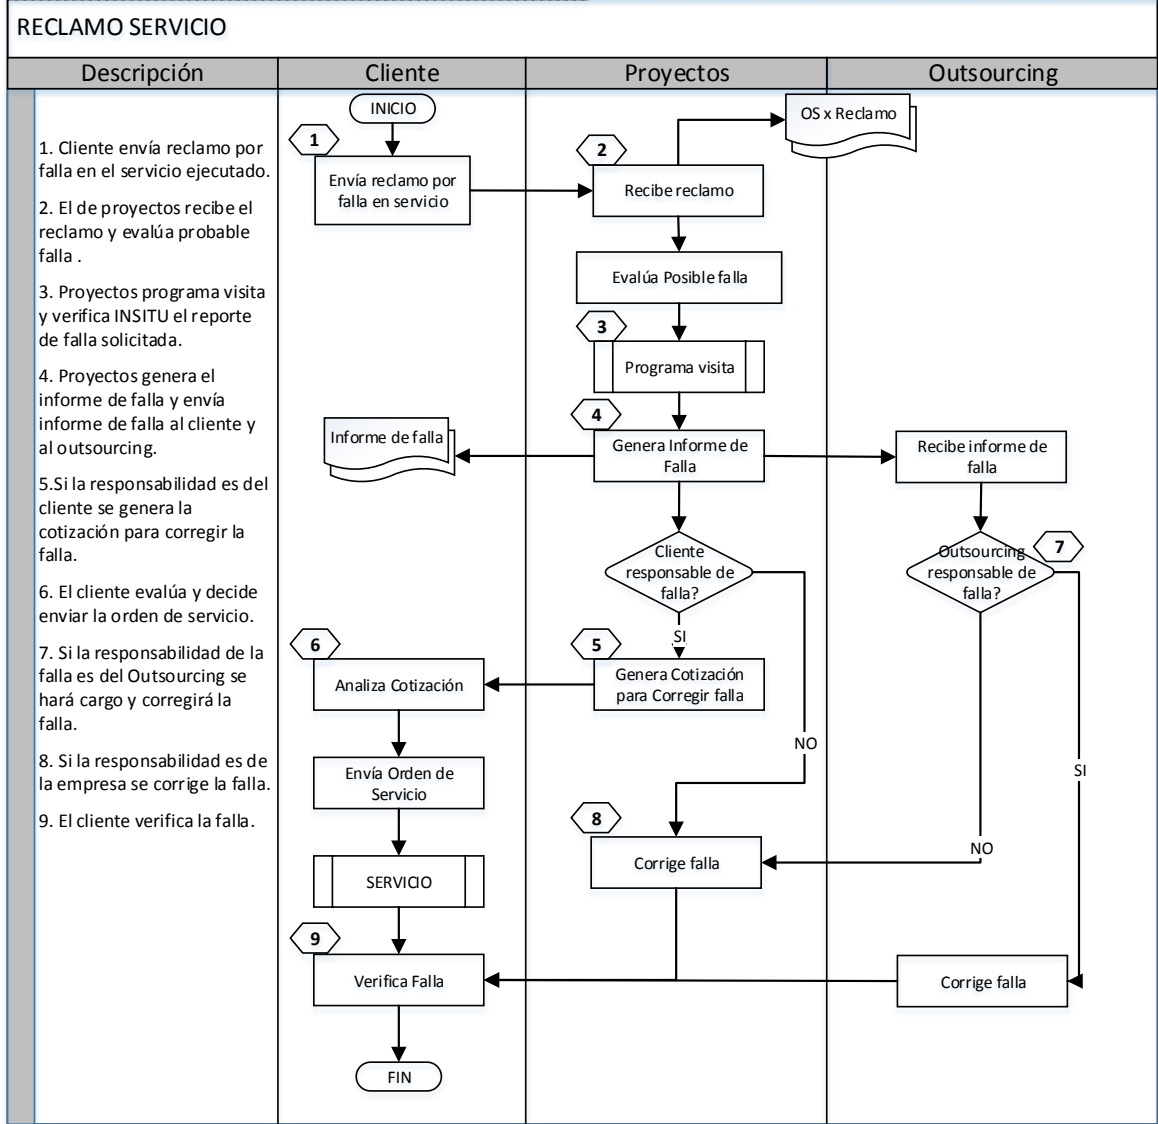 RECLAMO SERVICIO
Descripción
Cliente
Proyectos
Outsourcing
1. Cliente envía reclamo por
falla en el servicio ejecutado.
2. El de proyectos recibe el
reclamo y evalúa probable
falla .
3. Proyectos programa visita
y verifica INSITU el reporte
de falla solicitada.
4. Proyectos genera el
informe de falla y envía
informe de falla al cliente y
al outsourcing.
5.Si la responsabilidad es del
cliente se genera la
cotización para corregir la
falla.
6. El cliente evalúa y decide
enviar la orden de servicio.
7. Si la responsabilidad de la
falla es del Outsourcing se
hará cargo y corregirá la
falla.
8. Si la responsabilidad es de
la empresa se corrige la falla.
9. El cliente verifica la falla.
INICIO
1
Envía reclamo por
falla en servicio
2
Recibe reclamo
OS x Reclamo
Evalúa Posible falla
3
Programa visita
4
Genera Informe de
Falla
Informe de falla
Recibe informe de
falla
Cliente
responsable de
falla?
7
Outsourcing
responsable de
falla?
SI
5
Genera Cotización
para Corregir falla
6
Analiza Cotización
NO
SI
Envía Orden de
Servicio
8
Corrige falla
NO
SERVICIO
9
Verifica Falla
Corrige falla
FIN